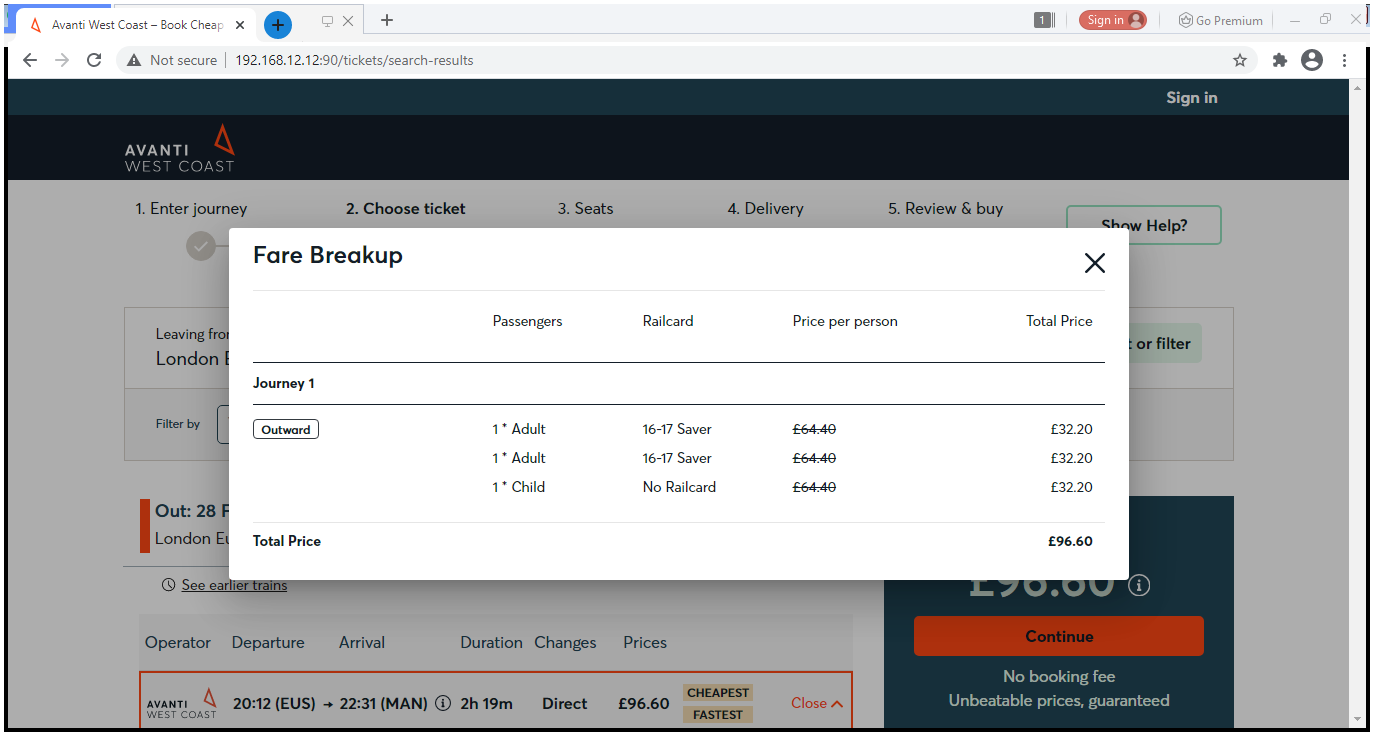 Avanti West Coast – Book Cheap
1
Sign in
Go Premium
Not secure
192.168.12.12:90/tickets/search-results
Sign in
AVANTI
WEST COAST
1. Enter journey
2. Choose ticket
3. Seats
4. Delivery
5. Review & buy
Show Help?
Fare Breakup
Passengers Railcard Price per person Total Price
Leaving
London
or filter
Journey 1
Filter by
Outward 1 * Adult 16-17 Saver £64.40 £32.20
1 * Adult 16-17 Saver £64.40 £32.20
1 * Child No Railcard £64.40 £32.20
Out: 28
London
Total Price £96.60
See earlier trains
£96.60
Operator Departure Arrival Duration Changes Prices
Continue
No booking fee
Unbeatable prices, guaranteed
AVANTI
WEST COAST
20:12 (EUS) → 22:31 (MAN) 2h 19m Direct £96.60
CHEAPEST
FASTEST
Close